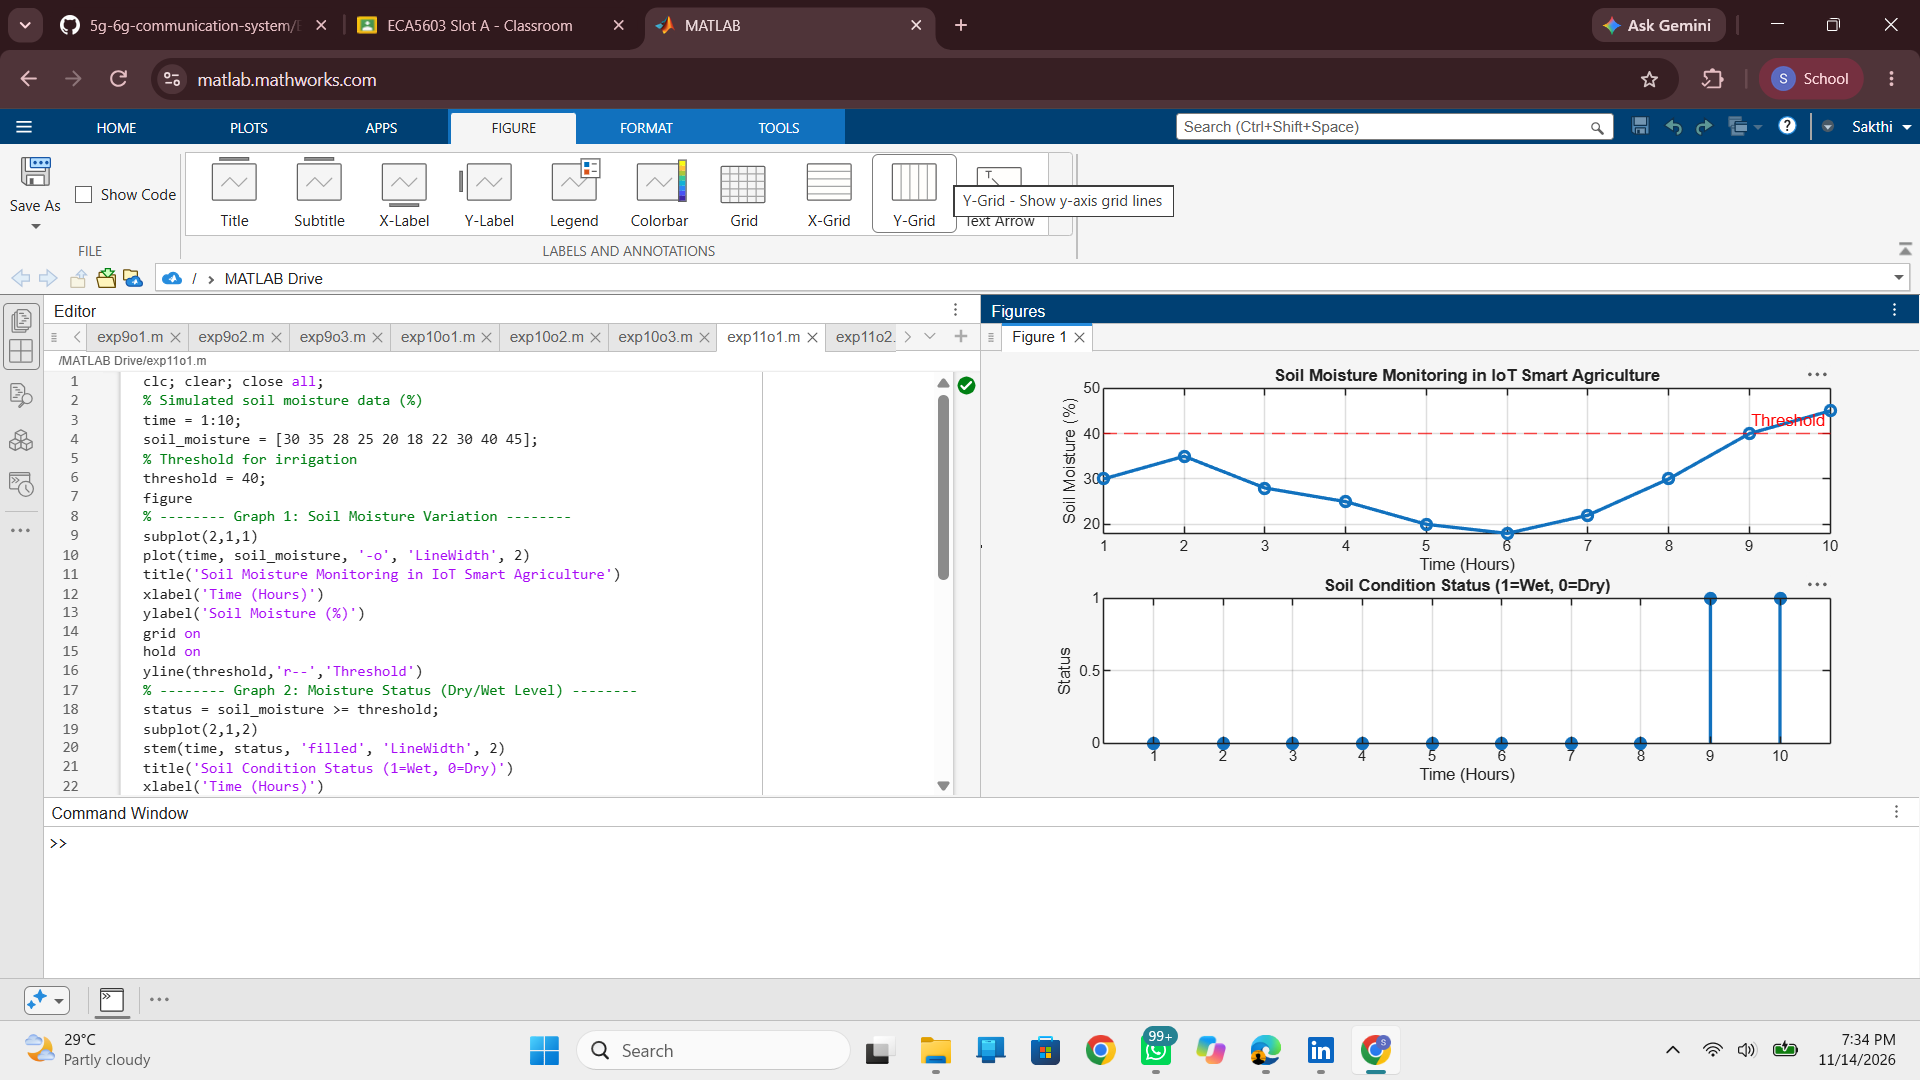 5g-6g-communication-system/
ECA5603 Slot A - Classroom
MATLAB
Ask Gemini
matlab.mathworks.com
S School
HOME
PLOTS
APPS
FIGURE
FORMAT
TOOLS
Search (Ctrl+Shift+Space)
Sakthi
Save As
Show Code
Title
Subtitle
X-Label
Y-Label
Legend
Colorbar
Grid
X-Grid
Y-Grid
Text Arrow
Y-Grid - Show y-axis grid lines
FILE
LABELS AND ANNOTATIONS
/ › MATLAB Drive
Editor
exp9o1.m
exp9o2.m
exp9o3.m
exp10o1.m
exp10o2.m
exp10o3.m
exp11o1.m
exp11o2.
/MATLAB Drive/exp11o1.m
1 clc; clear; close all;
2 % Simulated soil moisture data (%)
3 time = 1:10;
4 soil_moisture = [30 35 28 25 20 18 22 30 40 45];
5 % Threshold for irrigation
6 threshold = 40;
7 figure
8 % -------- Graph 1: Soil Moisture Variation --------
9 subplot(2,1,1)
10 plot(time, soil_moisture, '-o', 'LineWidth', 2)
11 title('Soil Moisture Monitoring in IoT Smart Agriculture')
12 xlabel('Time (Hours)')
13 ylabel('Soil Moisture (%)')
14 grid on
15 hold on
16 yline(threshold,'r--','Threshold')
17 % -------- Graph 2: Moisture Status (Dry/Wet Level) --------
18 status = soil_moisture >= threshold;
19 subplot(2,1,2)
20 stem(time, status, 'filled', 'LineWidth', 2)
21 title('Soil Condition Status (1=Wet, 0=Dry)')
22 xlabel('Time (Hours)')
Figures
Figure 1
Soil Moisture Monitoring in IoT Smart Agriculture
50
40
30
20
Soil Moisture (%)
Threshold
1 2 3 4 5 6 7 8 9 10
Time (Hours)
Soil Condition Status (1=Wet, 0=Dry)
1
0.5
0
Status
1 2 3 4 5 6 7 8 9 10
Time (Hours)
Command Window
>>
29°C
Partly cloudy
Search
99+
7:34 PM
11/14/2026